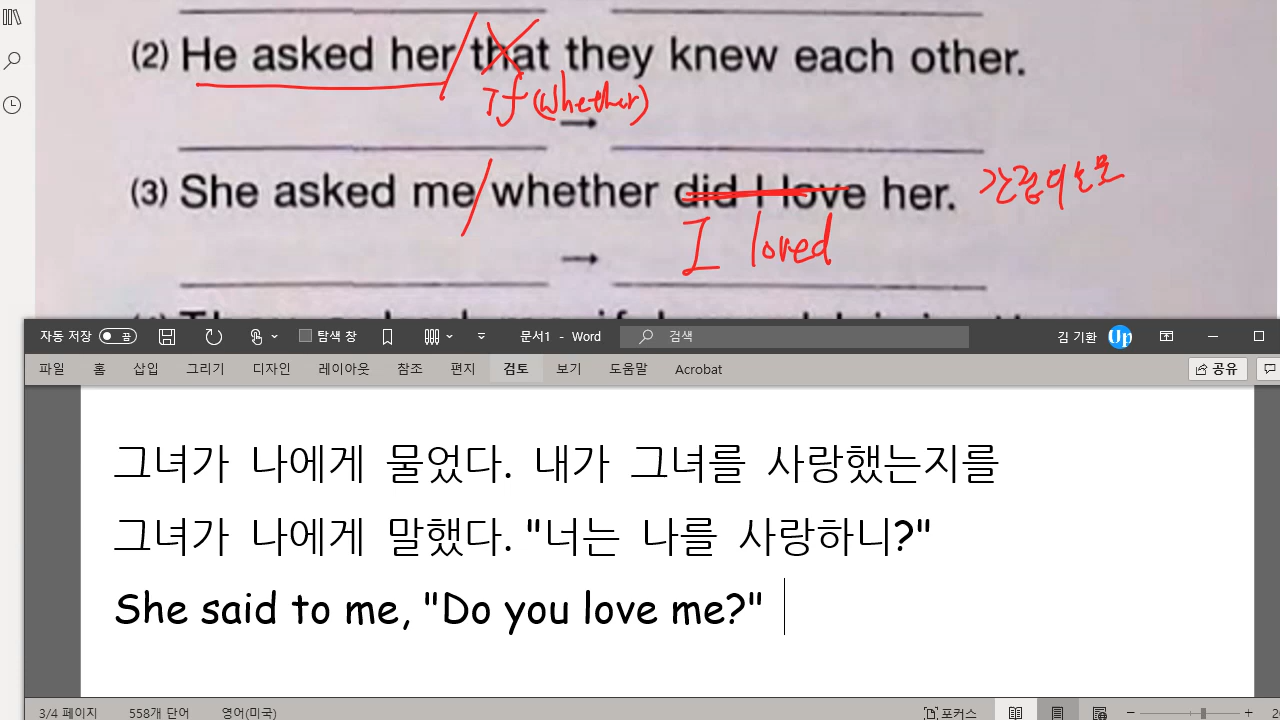 (2) He asked her / that they knew each other.
If (whether)
→
(3) She asked me / whether did I love her. 간접의문문
I loved
→
자동 저장 끔 탐색 창 문서1 - Word 검색 김 기환 Up
파일 홈 삽입 그리기 디자인 레이아웃 참조 편지 검토 보기 도움말 Acrobat 공유
그녀가 나에게 물었다. 내가 그녀를 사랑했는지를
그녀가 나에게 말했다. "너는 나를 사랑하니?"
She said to me, "Do you love me?"
3/4 페이지 558개 단어 영어(미국) 포커스